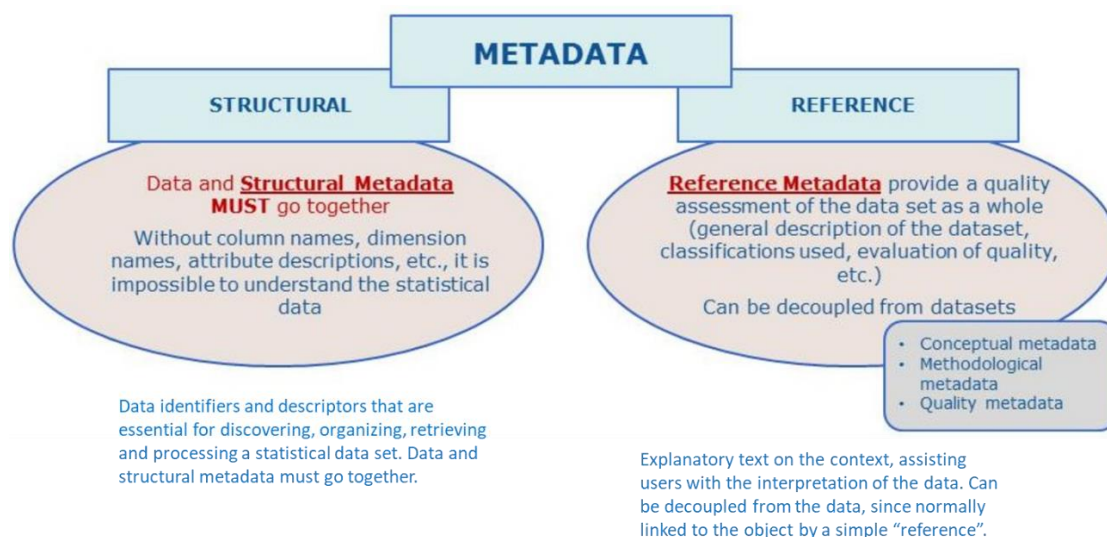 METADATA
STRUCTURAL
Data and Structural Metadata
MUST go together
Without column names, dimension
names, attribute descriptions, etc., it is
impossible to understand the statistical
data
Data identifiers and descriptors that are
essential for discovering, organizing, retrieving
and processing a statistical data set. Data and
structural metadata must go together.
REFERENCE
Reference Metadata provide a quality
assessment of the data set as a whole
(general description of the dataset,
classifications used, evaluation of quality,
etc.)
Can be decoupled from datasets
• Conceptual metadata
• Methodological
metadata
• Quality metadata
Explanatory text on the context, assisting
users with the interpretation of the data. Can
be decoupled from the data, since normally
linked to the object by a simple “reference”.